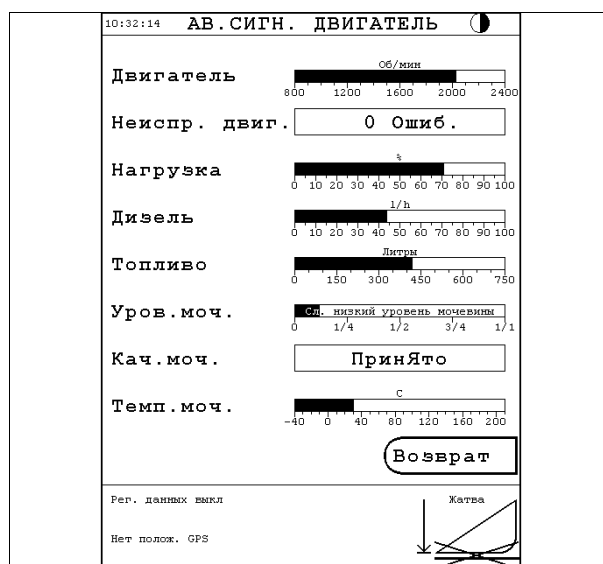 10:32:14 АВ.СИГН. ДВИГАТЕЛЬ
Об/мин
Двигатель
800 1200 1600 2000 2400
Неиспр. двиг. 0 Ошиб.
%
Нагрузка
0 10 20 30 40 50 60 70 80 90 100
l/h
Дизель
0 10 20 30 40 50 60 70 80 90 100
Литры
Топливо
0 150 300 450 600 750
Уров.моч. Сл. низкий уровень мочевины
0 1/4 1/2 3/4 1/1
Кач.моч. ПринЯто
C
Темп.моч.
-40 0 40 80 120 160 200
Возврат
Рег. данных выкл Жатва
Нет полож. GPS